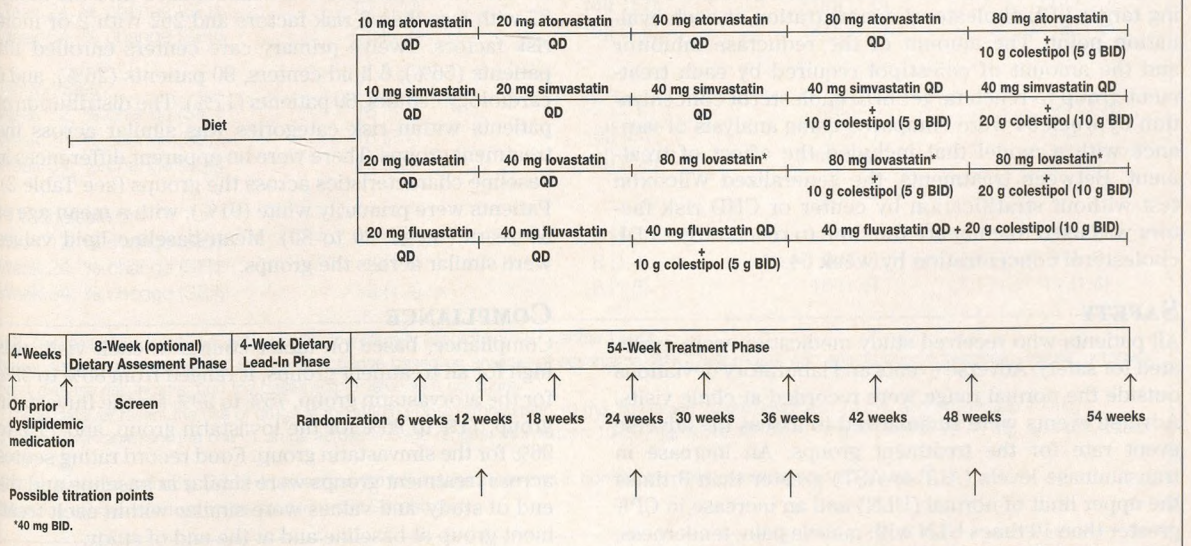 10 mg atorvastatin 20 mg atorvastatin 40 mg atorvastatin 80 mg atorvastatin 80 mg atorvastatin
QD QD QD QD +
10 g colestipol (5 g BID)
10 mg simvastatin 20 mg simvastatin 40 mg simvastatin 40 mg simvastatin QD 40 mg simvastatin QD
QD QD QD + +
10 g colestipol (5 g BID) 20 g colestipol (10 g BID)
Diet
20 mg lovastatin 40 mg lovastatin 80 mg lovastatin* 80 mg lovastatin* 80 mg lovastatin*
QD QD + +
10 g colestipol (5 g BID) 20 g colestipol (10 g BID)
20 mg fluvastatin 40 mg fluvastatin 40 mg fluvastatin QD 40 mg fluvastatin QD + 20 g colestipol (10 g BID)
QD QD +
10 g colestipol (5 g BID)
4-Weeks
8-Week (optional)
Dietary Assesment Phase
4-Week Dietary
Lead-In Phase
54-Week Treatment Phase
Off prior
dyslipidemic
medication
Screen
Randomization 6 weeks 12 weeks 18 weeks 24 weeks 30 weeks 36 weeks 42 weeks 48 weeks 54 weeks
Possible titration points
*40 mg BID.